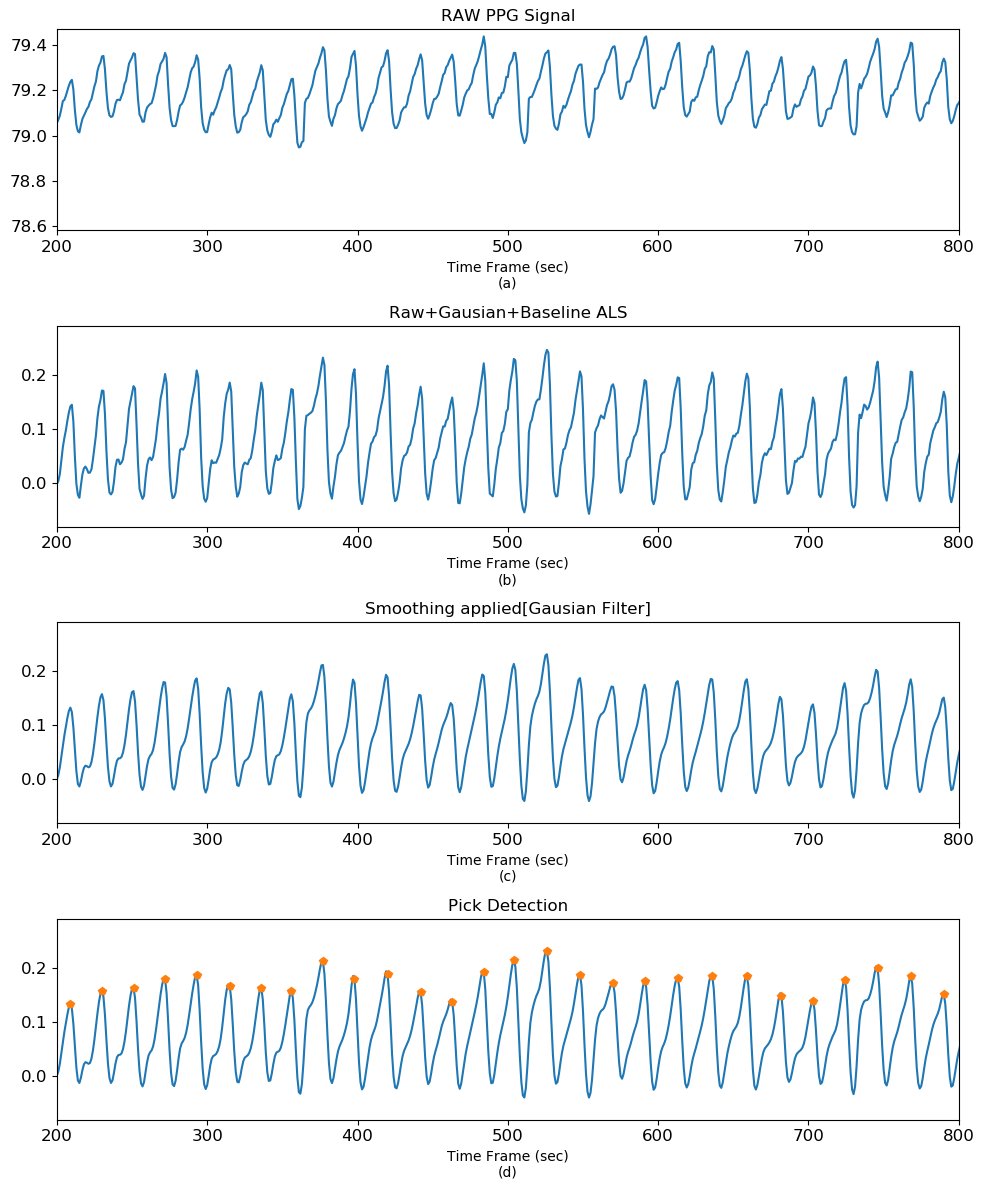 RAW PPG Signal
79.4
79.2
79.0
78.8
78.6
200 300 400 500 600 700 800
Time Frame (sec)
(a)
Raw+Gausian+Baseline ALS
0.2
0.1
0.0
200 300 400 500 600 700 800
Time Frame (sec)
(b)
Smoothing applied[Gausian Filter]
0.2
0.1
0.0
200 300 400 500 600 700 800
Time Frame (sec)
(c)
Pick Detection
0.2
0.1
0.0
200 300 400 500 600 700 800
Time Frame (sec)
(d)